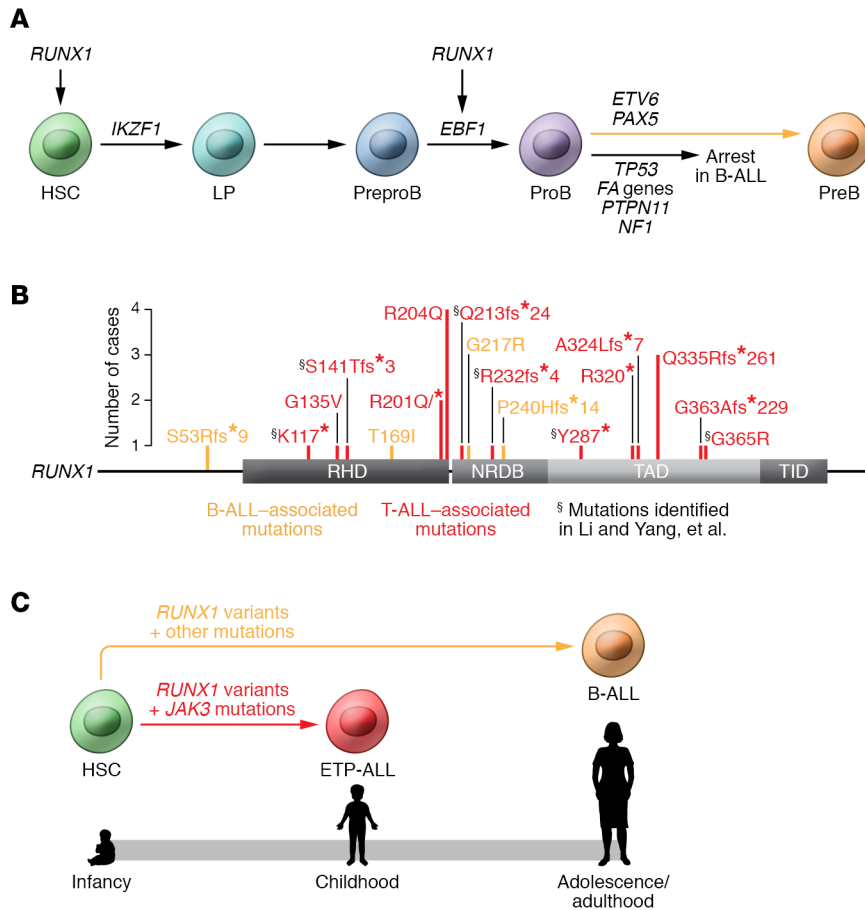 A
RUNX1
RUNX1
IKZF1
EBF1
ETV6
PAX5
HSC
LP
PreproB
ProB
TP53
FA genes
PTPN11
NF1
Arrest
in B-ALL
PreB
B
Number of cases
4
3
2
1
R204Q
§Q213fs*24
G217R
A324Lfs*7
Q335Rfs*261
§S141Tfs*3
§R232fs*4
R320*
G135V
R201Q/*
P240Hfs*14
G363Afs*229
S53Rfs*9
§K117*
T169I
§Y287*
§G365R
RUNX1
RHD
NRDB
TAD
TID
B-ALL–associated
mutations
T-ALL–associated
mutations
§ Mutations identified
in Li and Yang, et al.
C
RUNX1 variants
+ other mutations
B-ALL
RUNX1 variants
+ JAK3 mutations
HSC
ETP-ALL
Infancy
Childhood
Adolescence/
adulthood